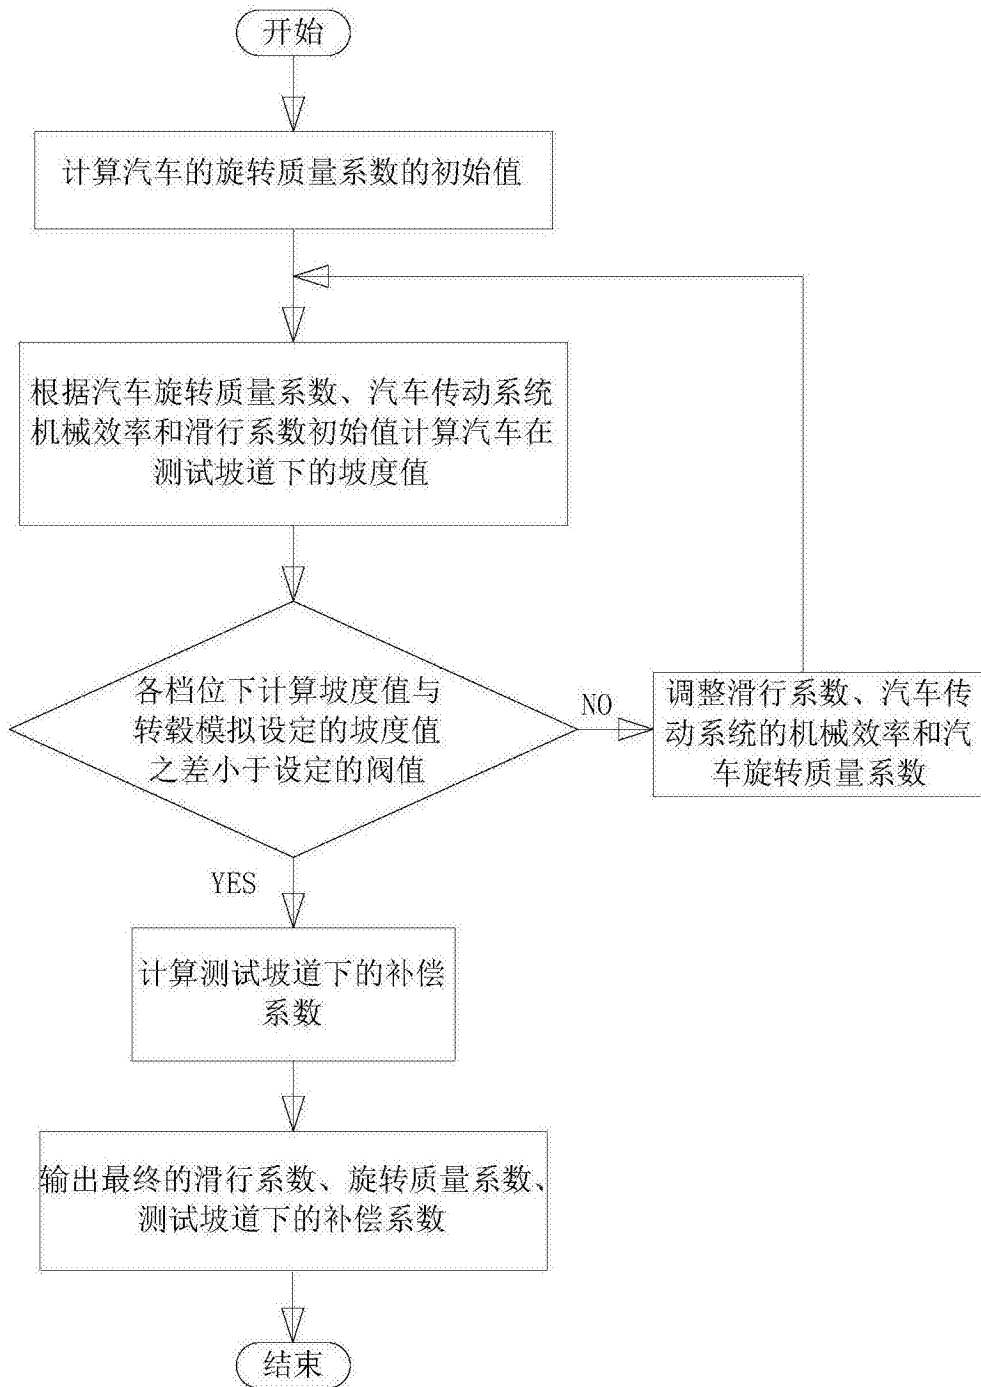 开始
计算汽车的旋转质量系数的初始值
根据汽车旋转质量系数、汽车传动系统
机械效率和滑行系数初始值计算汽车在
测试坡道下的坡度值
各档位下计算坡度值与
转毂模拟设定的坡度值
之差小于设定的阀值
NO
调整滑行系数、汽车传
动系统的机械效率和汽
车旋转质量系数
YES
计算测试坡道下的补偿
系数
输出最终的滑行系数、旋转质量系数、
测试坡道下的补偿系数
结束